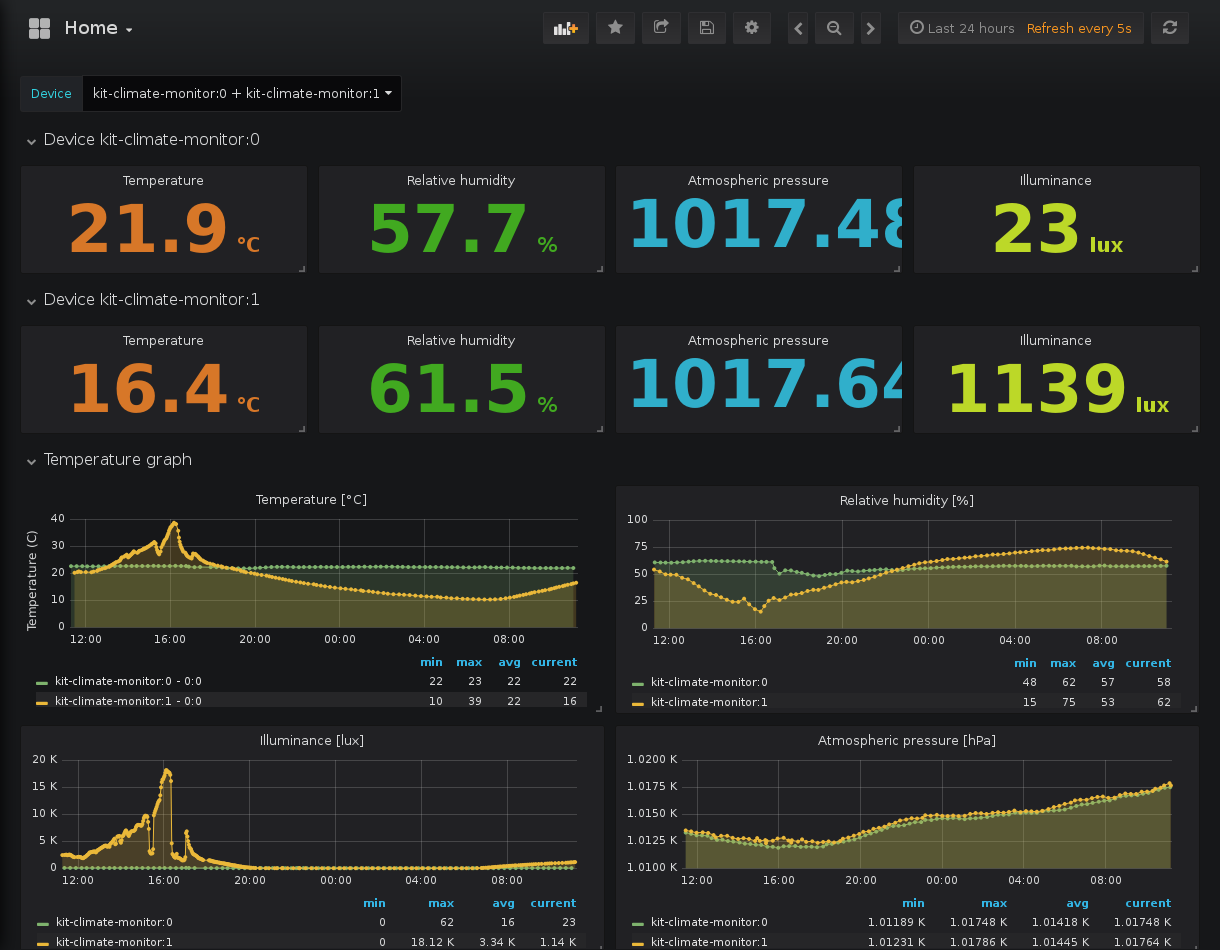 Home
Last 24 hours Refresh every 5s
Device kit-climate-monitor:0 + kit-climate-monitor:1
Device kit-climate-monitor:0
Temperature Relative humidity Atmospheric pressure Illuminance
21.9 °C 57.7 % 1017.48 23 lux
Device kit-climate-monitor:1
Temperature Relative humidity Atmospheric pressure Illuminance
16.4 °C 61.5 % 1017.64 1139 lux
Temperature graph
Temperature [°C]
Temperature (C)
40
30
20
10
0
12:00 16:00 20:00 00:00 04:00 08:00
min max avg current
kit-climate-monitor:0 - 0:0 22 23 22 22
kit-climate-monitor:1 - 0:0 10 39 22 16
Relative humidity [%]
100
75
50
25
0
12:00 16:00 20:00 00:00 04:00 08:00
min max avg current
kit-climate-monitor:0 48 62 57 58
kit-climate-monitor:1 15 75 53 62
Illuminance [lux]
20 K
15 K
10 K
5 K
0
12:00 16:00 20:00 00:00 04:00 08:00
min max avg current
kit-climate-monitor:0 0 62 16 23
kit-climate-monitor:1 0 18.12 K 3.34 K 1.14 K
Atmospheric pressure [hPa]
1.0200 K
1.0175 K
1.0150 K
1.0125 K
1.0100 K
12:00 16:00 20:00 00:00 04:00 08:00
min max avg current
kit-climate-monitor:0 1.01189 K 1.01748 K 1.01418 K 1.01748 K
kit-climate-monitor:1 1.01231 K 1.01786 K 1.01445 K 1.01764 K